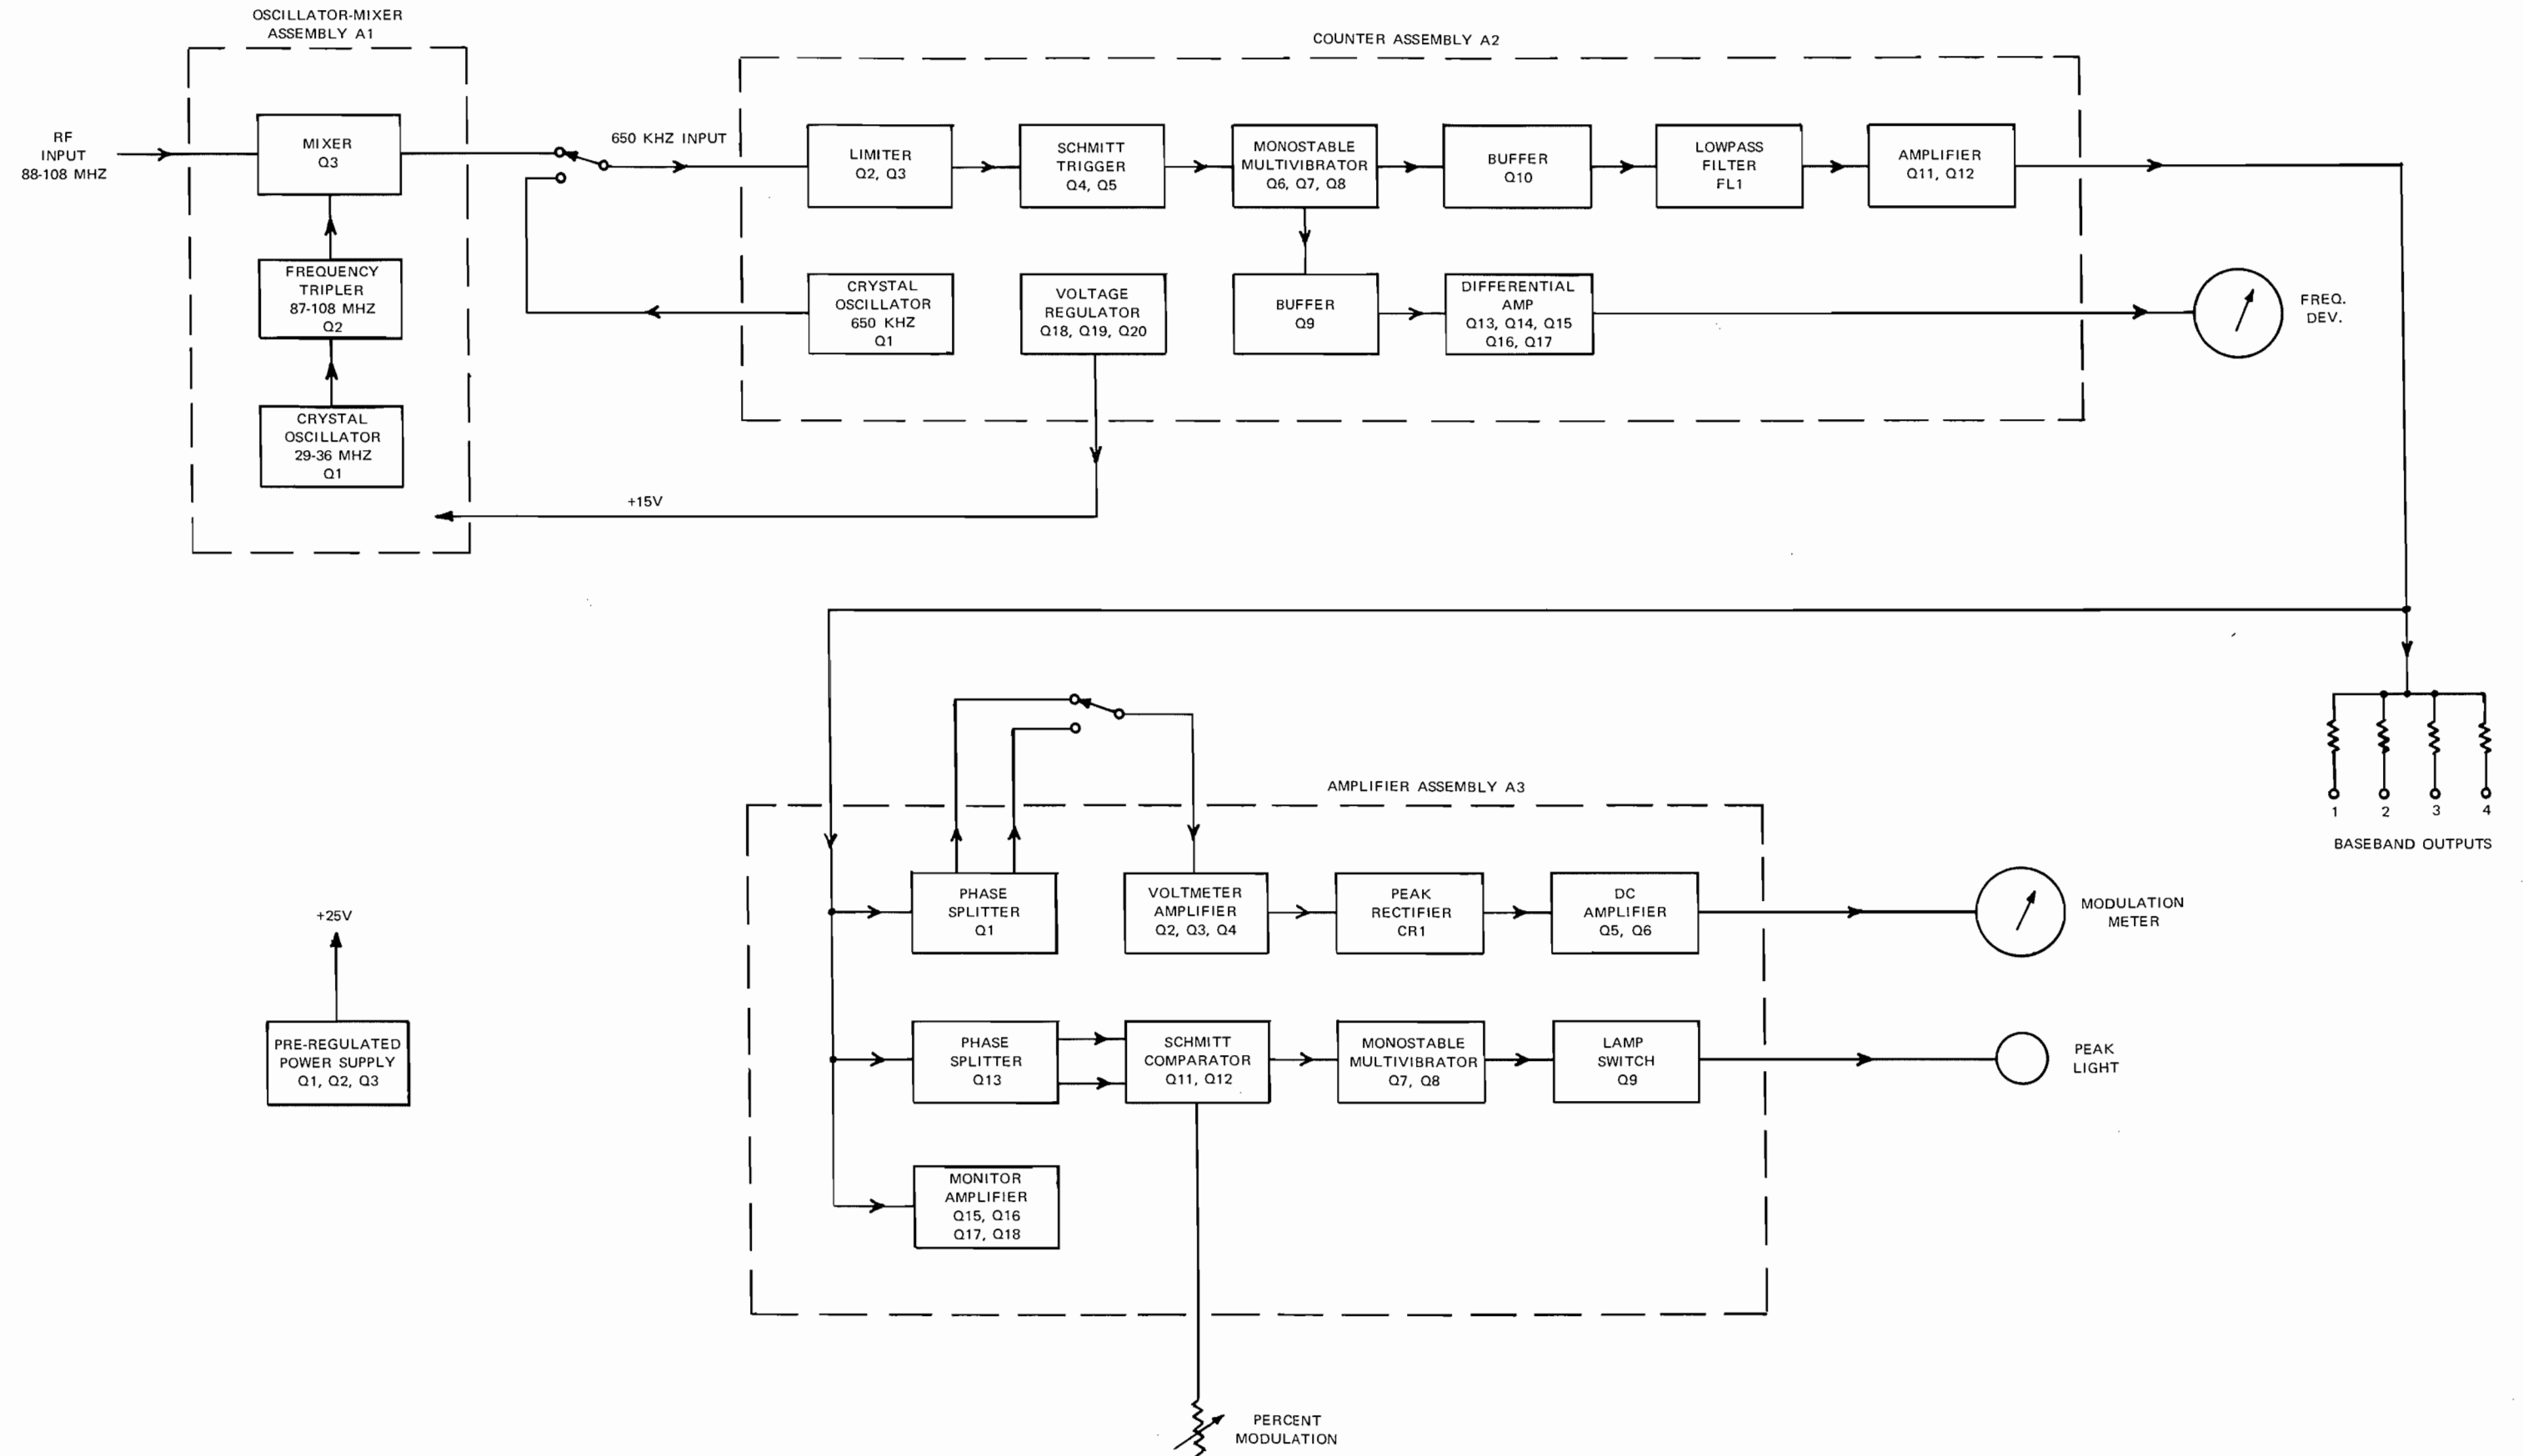 OSCILLATOR-MIXER
ASSEMBLY A1
RF
INPUT
88-108 MHZ
MIXER
Q3
FREQUENCY
TRIPLER
87-108 MHZ
Q2
CRYSTAL
OSCILLATOR
29-36 MHZ
Q1
650 KHZ INPUT
+15V
COUNTER ASSEMBLY A2
LIMITER
Q2, Q3
SCHMITT
TRIGGER
Q4, Q5
MONOSTABLE
MULTIVIBRATOR
Q6, Q7, Q8
BUFFER
Q10
LOWPASS
FILTER
FL1
AMPLIFIER
Q11, Q12
CRYSTAL
OSCILLATOR
650 KHZ
Q1
VOLTAGE
REGULATOR
Q18, Q19, Q20
BUFFER
Q9
DIFFERENTIAL
AMP
Q13, Q14, Q15
Q16, Q17
FREQ.
DEV.
1 2 3 4
BASEBAND OUTPUTS
AMPLIFIER ASSEMBLY A3
PHASE
SPLITTER
Q1
VOLTMETER
AMPLIFIER
Q2, Q3, Q4
PEAK
RECTIFIER
CR1
DC
AMPLIFIER
Q5, Q6
MODULATION
METER
PHASE
SPLITTER
Q13
SCHMITT
COMPARATOR
Q11, Q12
MONOSTABLE
MULTIVIBRATOR
Q7, Q8
LAMP
SWITCH
Q9
PEAK
LIGHT
MONITOR
AMPLIFIER
Q15, Q16
Q17, Q18
+25V
PRE-REGULATED
POWER SUPPLY
Q1, Q2, Q3
PERCENT
MODULATION